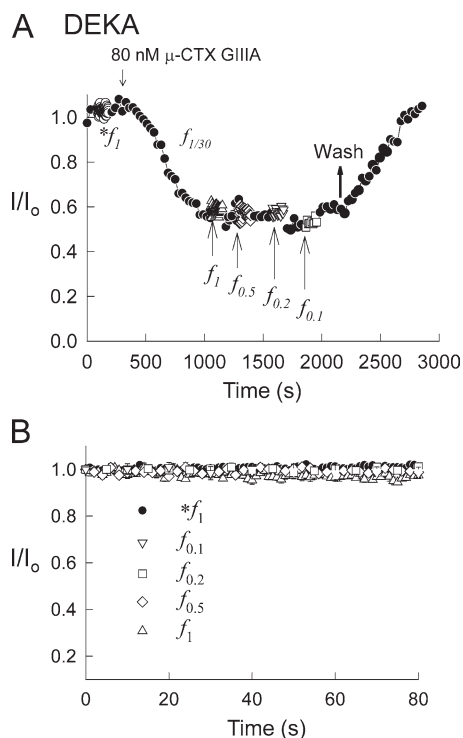 A DEKA
80 nM μ-CTX GIIIA
1.0
0.8
0.6
0.4
0.2
0.0
I/Io
*f1
f1/30
Wash
f1
f0.5
f0.2
f0.1
0 500 1000 1500 2000 2500 3000
Time (s)
B
1.0
0.8
0.6
0.4
0.2
I/Io
*f1
f0.1
f0.2
f0.5
f1
0 20 40 60 80
Time (s)